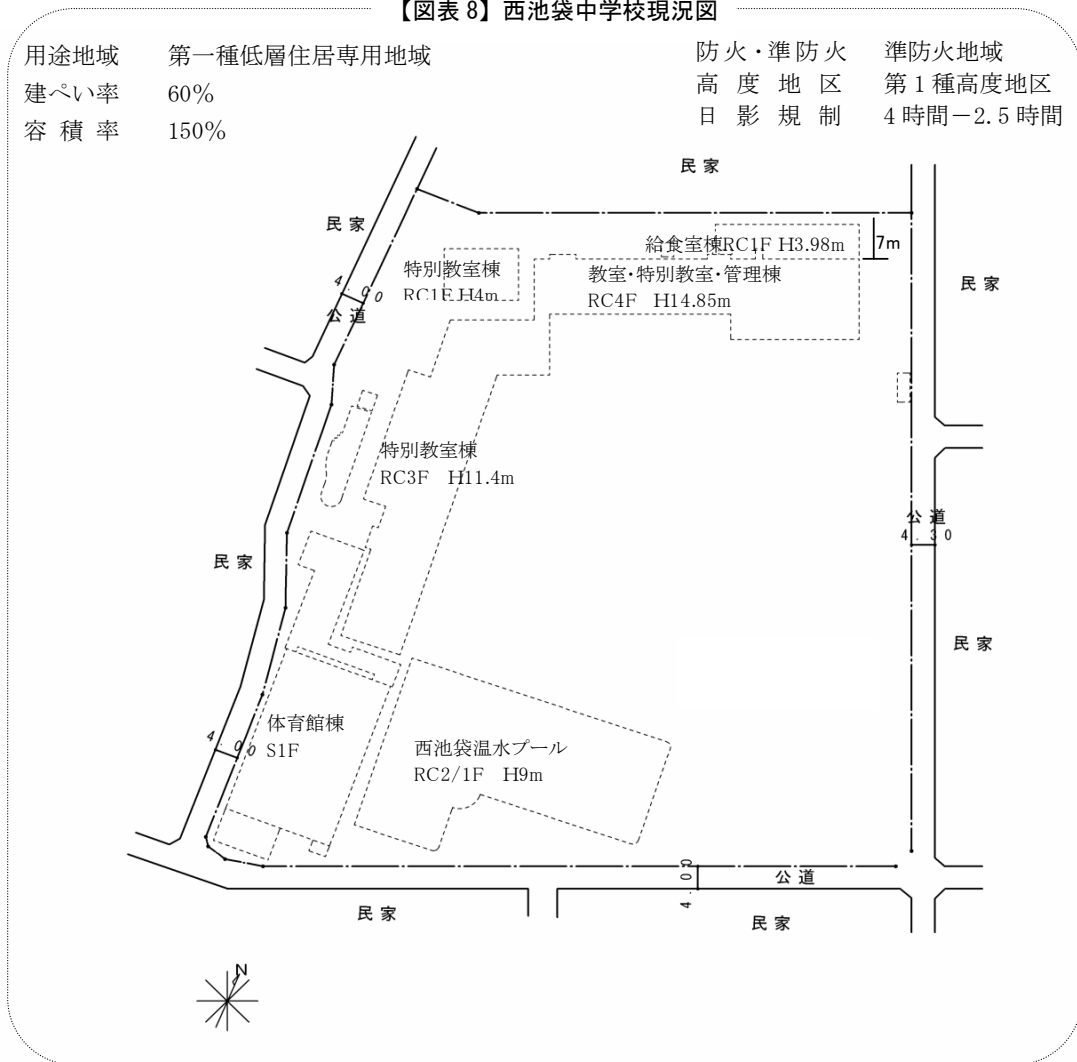 【図表 8】西池袋中学校現況図
用途地域 第一種低層住居専用地域
建ぺい率 60%
容積率 150%
防火・準防火 準防火地域
高度地区 第1種高度地区
日影規制 4時間－2.5時間
民家
民家
給食室棟RC1F H3.98m
7m
特別教室棟
RC1F H4m
教室・特別教室・管理棟
RC4F H14.85m
民家
4.00
公道
特別教室棟
RC3F H11.4m
公道
4.30
民家
民家
体育館棟
S1F
4.00
西池袋温水プール
RC2/1F H9m
4.00
公道
民家
民家
N